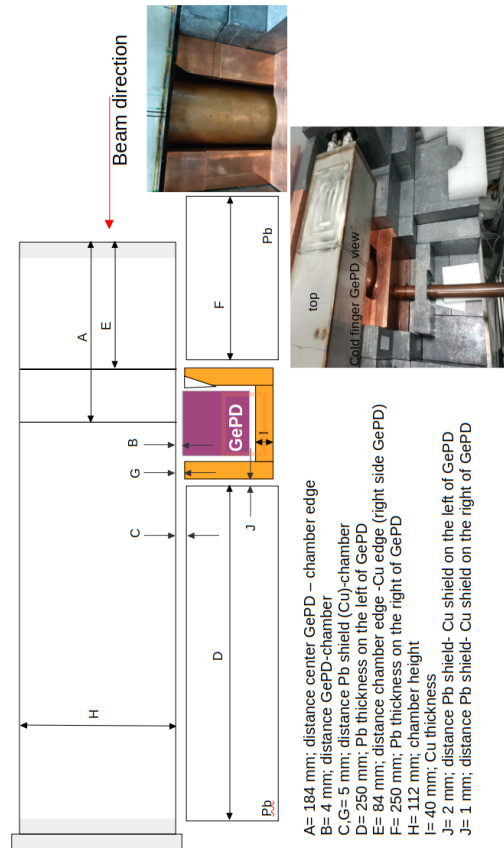 Beam direction
A
E
F
Pb
B
G
C
GePD
I
J
D
H
Pb
top
Cold finger GePD view
A= 184 mm; distance center GePD – chamber edge
B= 4 mm; distance GePD-chamber
C,G= 5 mm; distance Pb shield (Cu)-chamber
D= 250 mm; Pb thickness on the left of GePD
E= 84 mm; distance chamber edge -Cu edge (right side GePD)
F= 250 mm; Pb thickness on the right of GePD
H= 112 mm; chamber height
I= 40 mm; Cu thickness
J= 2 mm; distance Pb shield- Cu shield on the left of GePD
J= 1 mm; distance Pb shield- Cu shield on the right of GePD